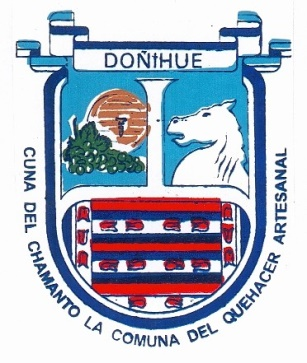 DOÑIHUE
CUNA DEL CHAMANTO LA COMUNA DEL QUEHACER ARTESANAL